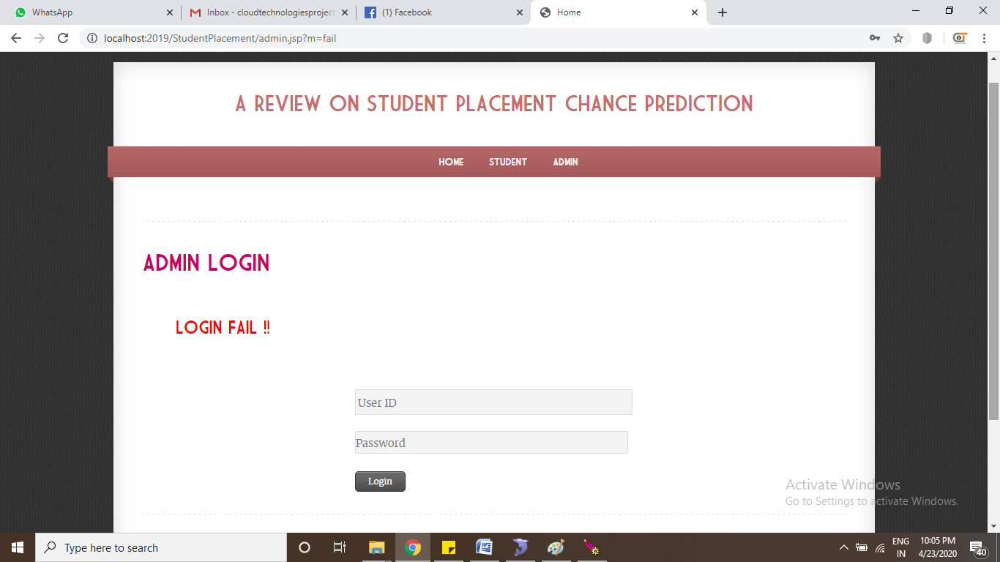 WhatsApp
Inbox - cloudtechnologiesproject
(1) Facebook
Home
localhost:2019/StudentPlacement/admin.jsp?m=fail
A REVIEW ON STUDENT PLACEMENT CHANCE PREDICTION
HOME STUDENT ADMIN
ADMIN LOGIN
LOGIN FAIL !!
User ID
Password
Login
Activate Windows
Go to Settings to activate Windows.
Type here to search
ENG
IN
10:05 PM
4/23/2020
40